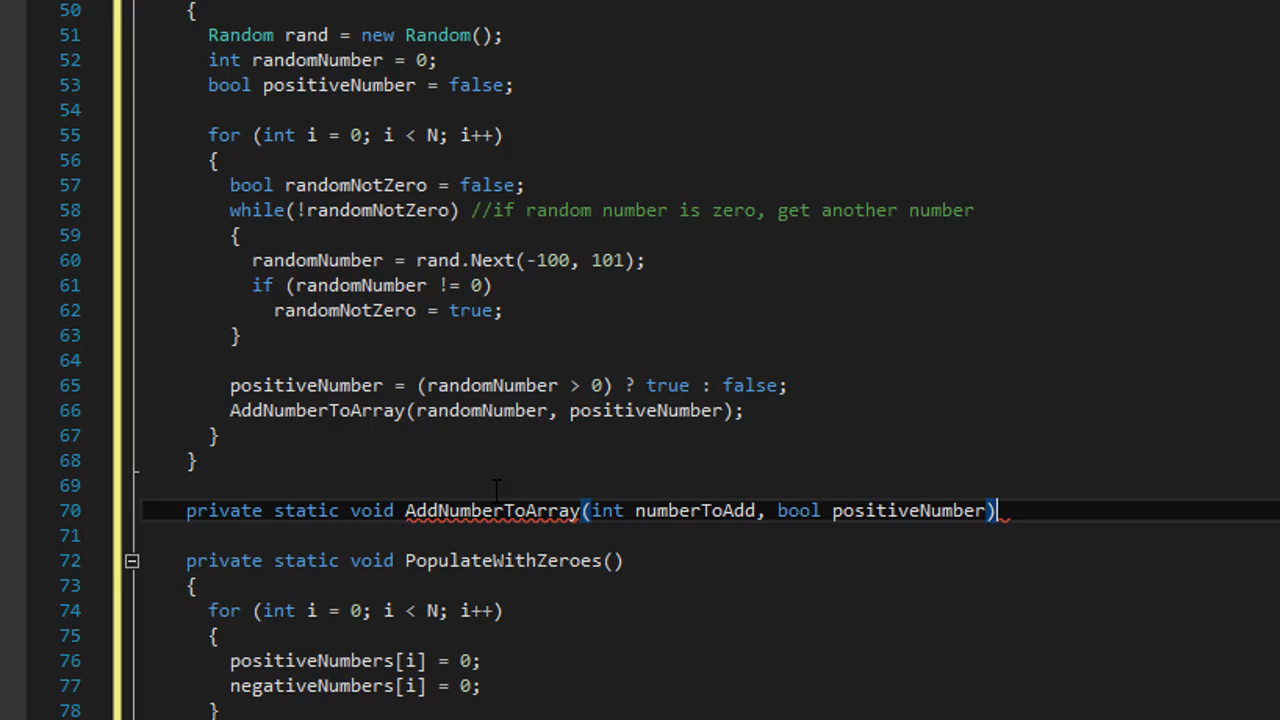 50 {
51 Random rand = new Random();
52 int randomNumber = 0;
53 bool positiveNumber = false;
54
55 for (int i = 0; i < N; i++)
56 {
57 bool randomNotZero = false;
58 while(!randomNotZero) //if random number is zero, get another number
59 {
60 randomNumber = rand.Next(-100, 101);
61 if (randomNumber != 0)
62 randomNotZero = true;
63 }
64
65 positiveNumber = (randomNumber > 0) ? true : false;
66 AddNumberToArray(randomNumber, positiveNumber);
67 }
68 }
69
70 private static void AddNumberToArray(int numberToAdd, bool positiveNumber)
71
72 private static void PopulateWithZeroes()
73 {
74 for (int i = 0; i < N; i++)
75 {
76 positiveNumbers[i] = 0;
77 negativeNumbers[i] = 0;
78 }